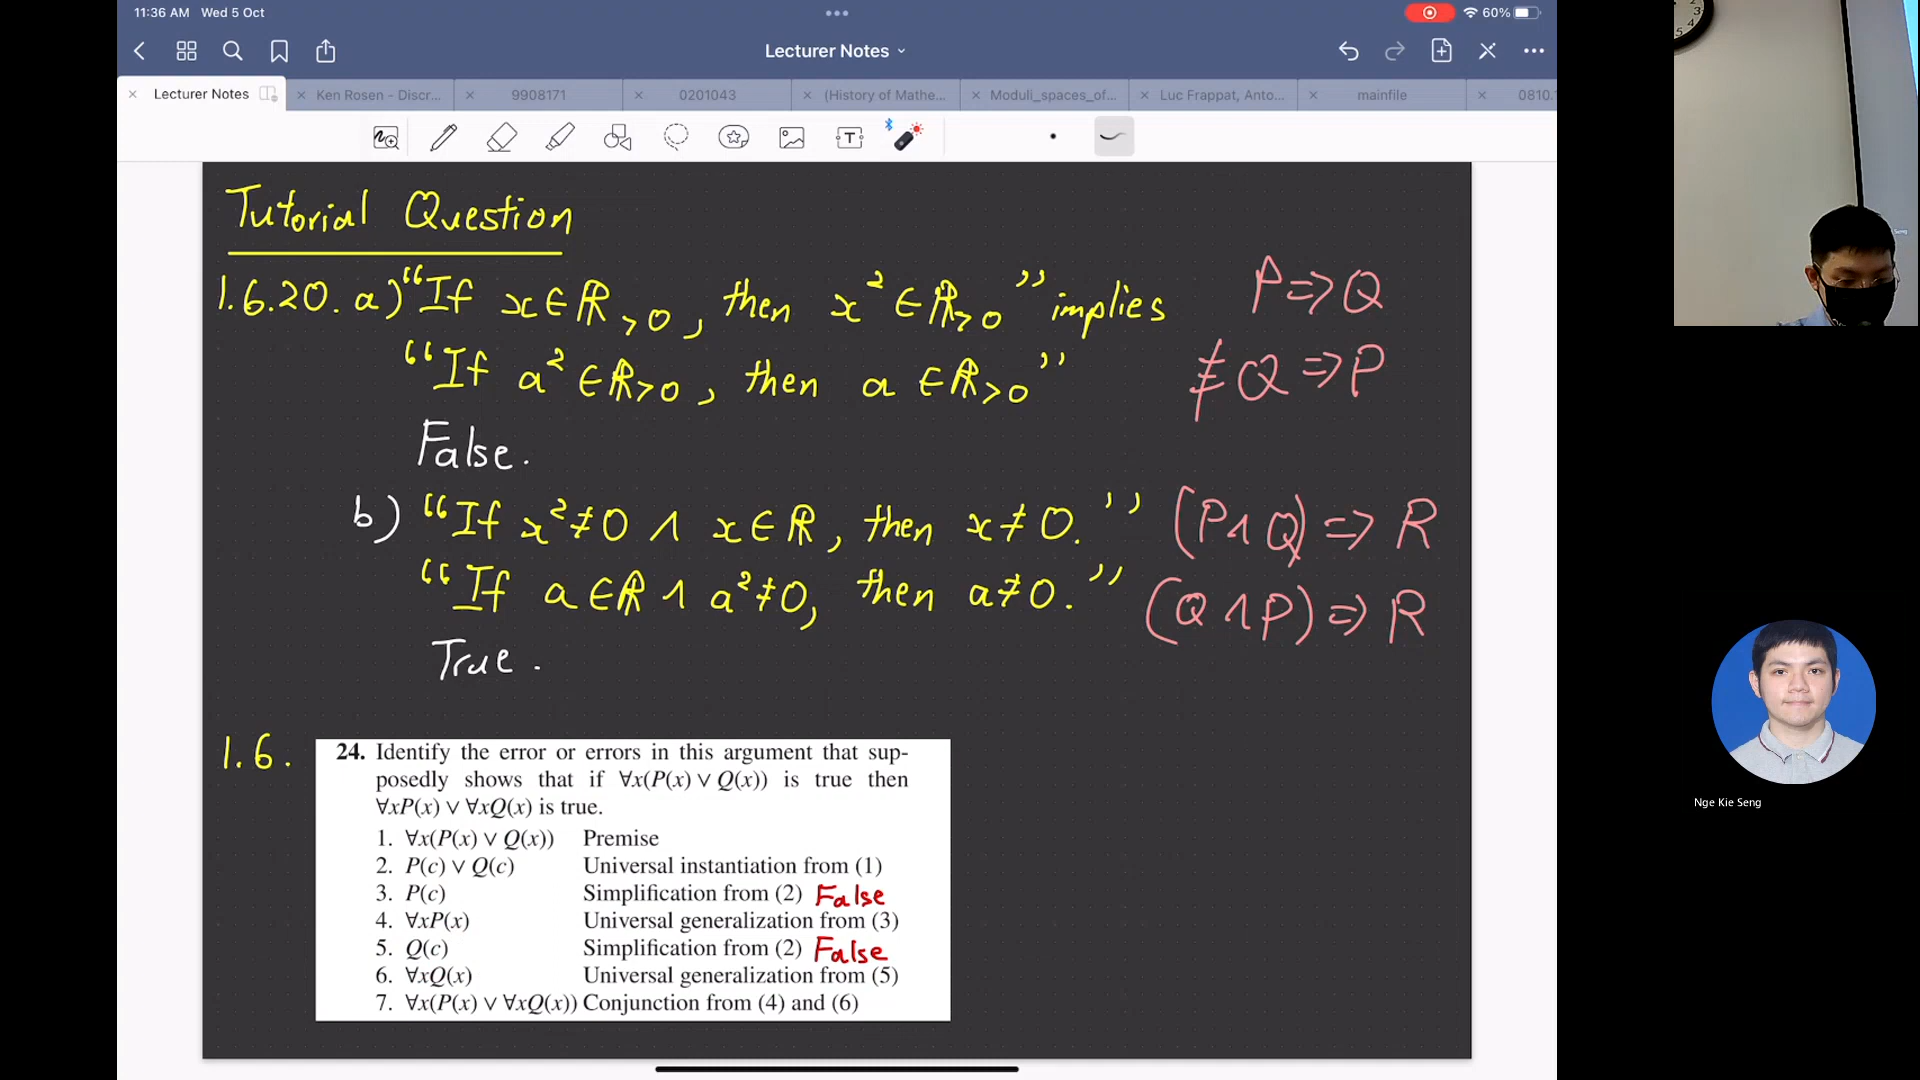 11:36 AM Wed 5 Oct
60%
Lecturer Notes
Lecturer Notes
Ken Rosen - Discr...
9908171
0201043
(History of Mathe...
Moduli_spaces_of...
Luc Frappat, Anto...
mainfile
0810.
Tutorial Question
1.6.20. a) “If x ∈ ℝ>0, then x² ∈ ℝ>0” implies P ⇒ Q
“If a² ∈ ℝ>0, then a ∈ ℝ>0” ≢ Q ⇒ P
False.
b) “If x² ≠ 0 ∧ x ∈ ℝ, then x ≠ 0.” (P ∧ Q) ⇒ R
“If a ∈ ℝ ∧ a² ≠ 0, then a ≠ 0.” (Q ∧ P) ⇒ R
True.
1.6.
24. Identify the error or errors in this argument that sup-
posedly shows that if ∀x(P(x) ∨ Q(x)) is true then
∀xP(x) ∨ ∀xQ(x) is true.
1. ∀x(P(x) ∨ Q(x)) Premise
2. P(c) ∨ Q(c) Universal instantiation from (1)
3. P(c) Simplification from (2) False
4. ∀xP(x) Universal generalization from (3)
5. Q(c) Simplification from (2) False
6. ∀xQ(x) Universal generalization from (5)
7. ∀x(P(x) ∨ ∀xQ(x)) Conjunction from (4) and (6)
Nge Kie Seng